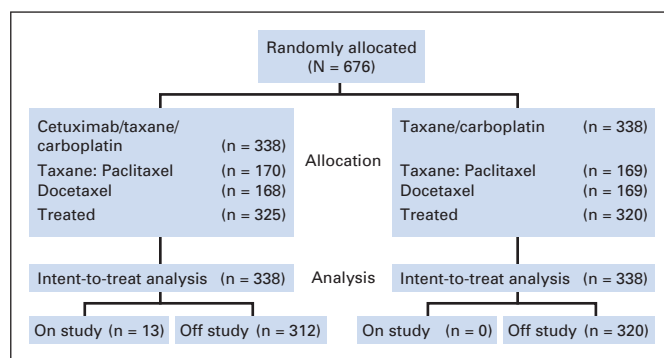 Randomly allocated
(N = 676)
Cetuximab/taxane/
carboplatin (n = 338)
Taxane: Paclitaxel (n = 170)
Docetaxel (n = 168)
Treated (n = 325)
Allocation
Taxane/carboplatin (n = 338)
Taxane: Paclitaxel (n = 169)
Docetaxel (n = 169)
Treated (n = 320)
Intent-to-treat analysis (n = 338)
Analysis
Intent-to-treat analysis (n = 338)
On study (n = 13)
Off study (n = 312)
On study (n = 0)
Off study (n = 320)